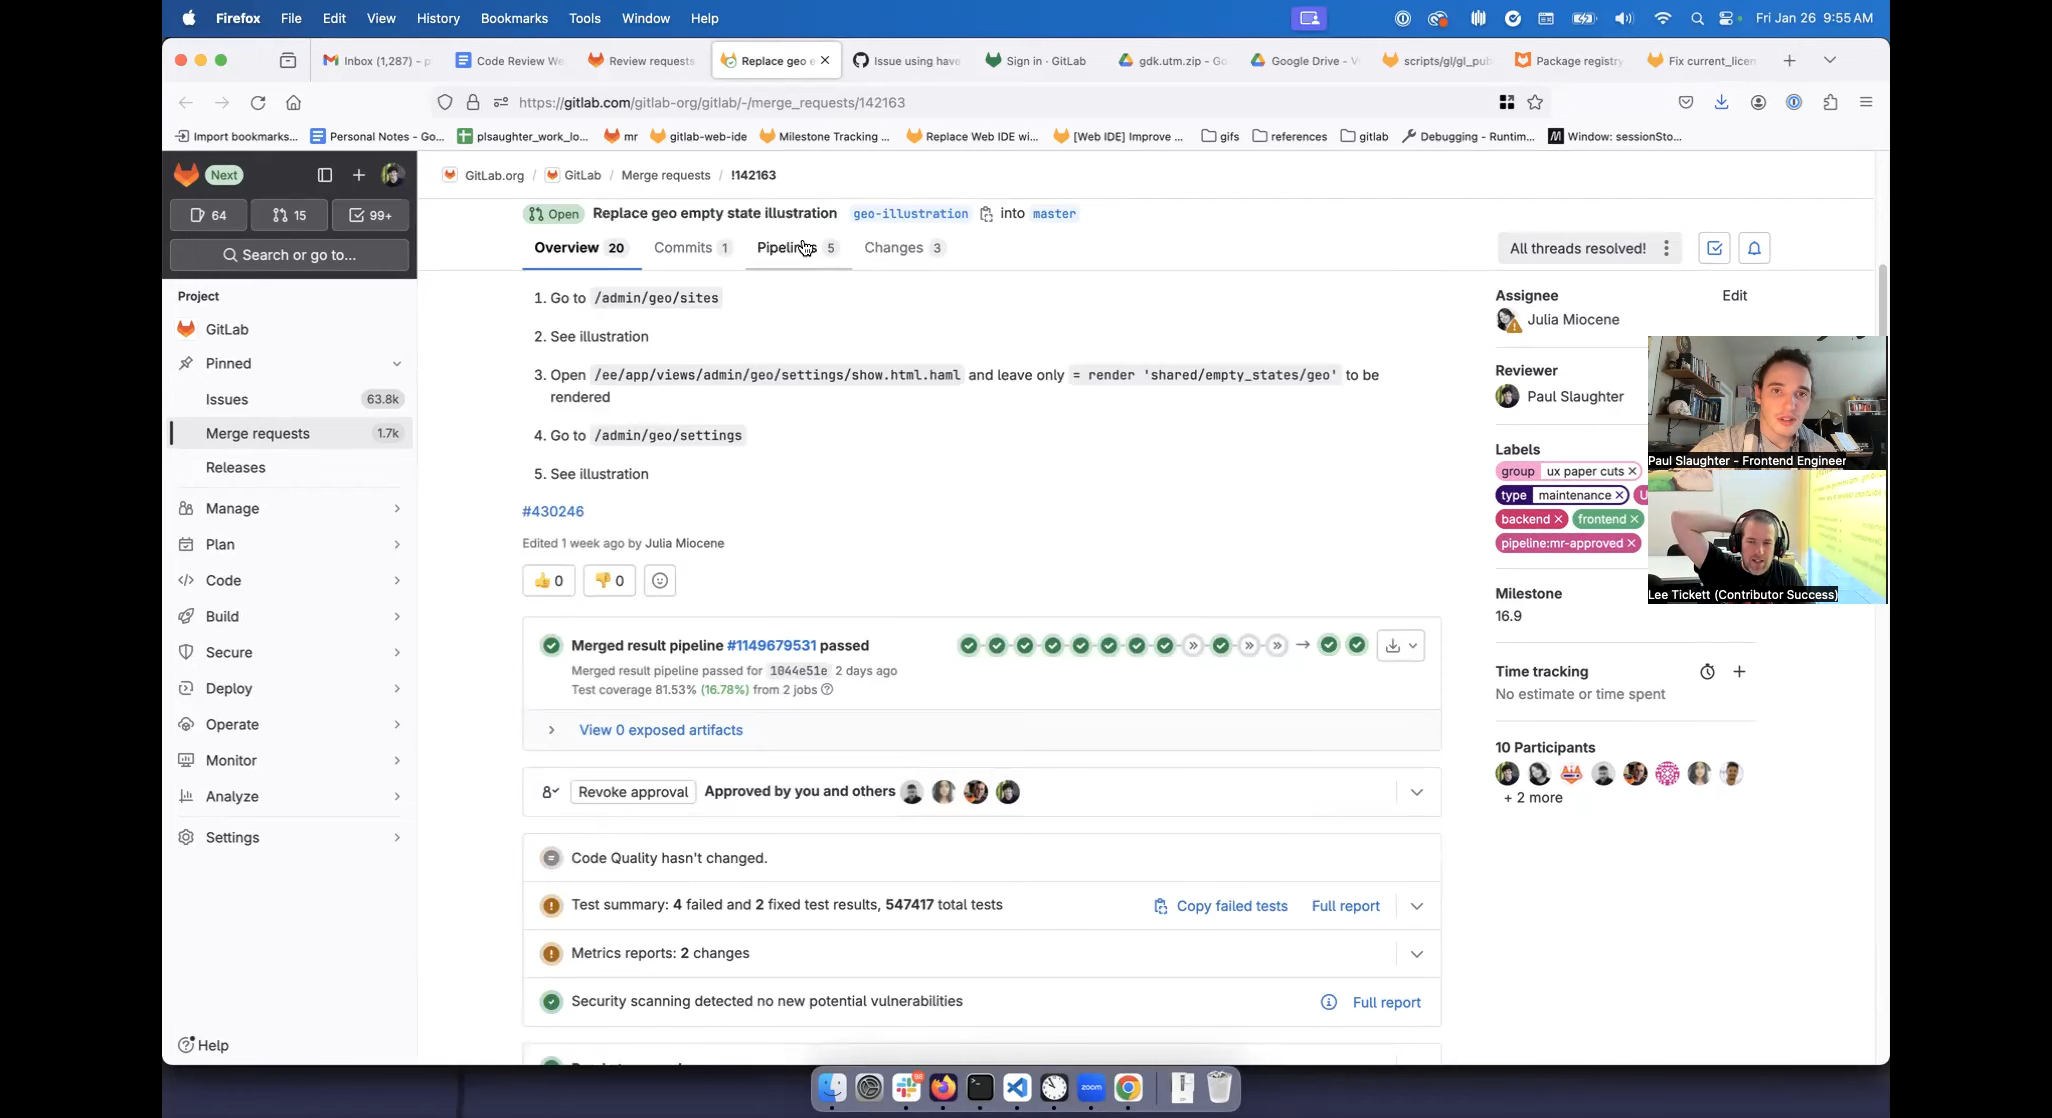 Firefox File Edit View History Bookmarks Tools Window Help
Fri Jan 26 9:55 AM
Inbox (1,287) - p
Code Review We
Review requests
Replace geo e
Issue using have
Sign in · GitLab
gdk.utm.zip - Go
Google Drive - V
scripts/gl/gl_pub
Package registry
Fix current_licen
https://gitlab.com/gitlab-org/gitlab/-/merge_requests/142163
Import bookmarks...
Personal Notes - Go...
plsaughter_work_lo...
mr
gitlab-web-ide
Milestone Tracking ...
Replace Web IDE wi...
[Web IDE] Improve ...
gifs
references
gitlab
Debugging - Runtim...
Window: sessionSto...
Next
64
15
99+
Search or go to...
Project
GitLab
Pinned
Issues 63.8k
Merge requests 1.7k
Releases
Manage
Plan
Code
Build
Secure
Deploy
Operate
Monitor
Analyze
Settings
Help
GitLab.org / GitLab / Merge requests / !142163
Open Replace geo empty state illustration geo-illustration into master
Overview 20 Commits 1 Pipelines 5 Changes 3
All threads resolved!
1. Go to /admin/geo/sites
2. See illustration
3. Open /ee/app/views/admin/geo/settings/show.html.haml and leave only = render 'shared/empty_states/geo' to be
rendered
4. Go to /admin/geo/settings
5. See illustration
#430246
Edited 1 week ago by Julia Miocene
👍 0 👎 0
Merged result pipeline #1149679531 passed
Merged result pipeline passed for 1044e51e 2 days ago
Test coverage 81.53% (16.78%) from 2 jobs
View 0 exposed artifacts
Revoke approval Approved by you and others
Code Quality hasn't changed.
Test summary: 4 failed and 2 fixed test results, 547417 total tests
Copy failed tests Full report
Metrics reports: 2 changes
Security scanning detected no new potential vulnerabilities
Full report
Assignee Edit
Julia Miocene
Reviewer
Paul Slaughter
Labels
group ux paper cuts
type maintenance
backend frontend
pipeline:mr-approved
Milestone
16.9
Time tracking
No estimate or time spent
10 Participants
+ 2 more
Paul Slaughter - Frontend Engineer
Lee Tickett (Contributor Success)
zoom